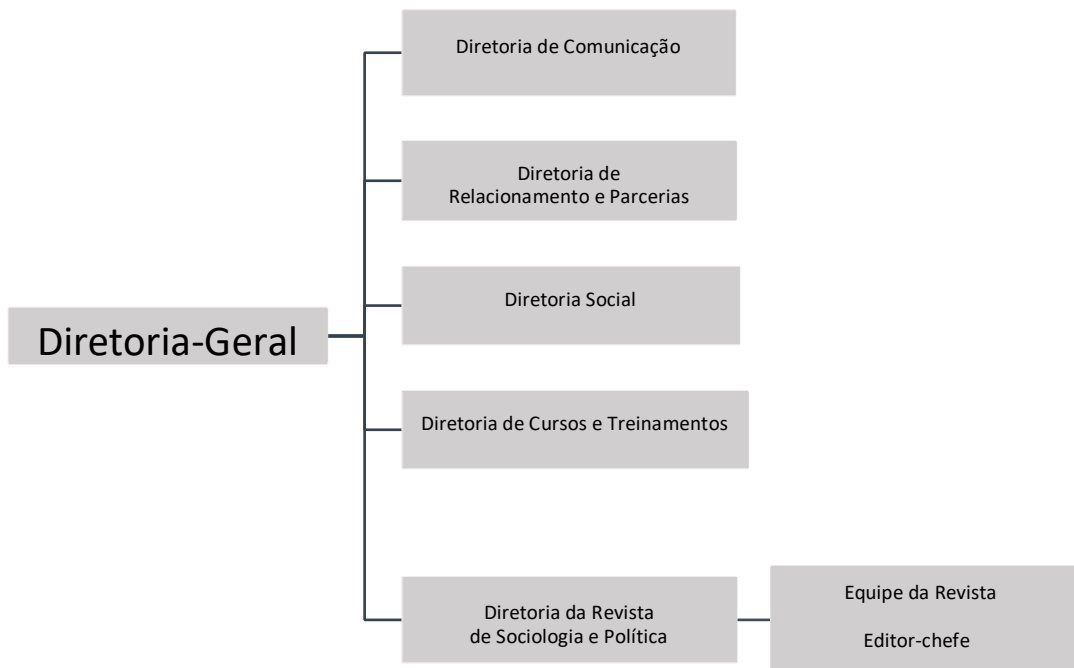 Diretoria de Comunicação
Diretoria de
Relacionamento e Parcerias
Diretoria Social
Diretoria-Geral
Diretoria de Cursos e Treinamentos
Diretoria da Revista
de Sociologia e Política
Equipe da Revista
Editor-chefe